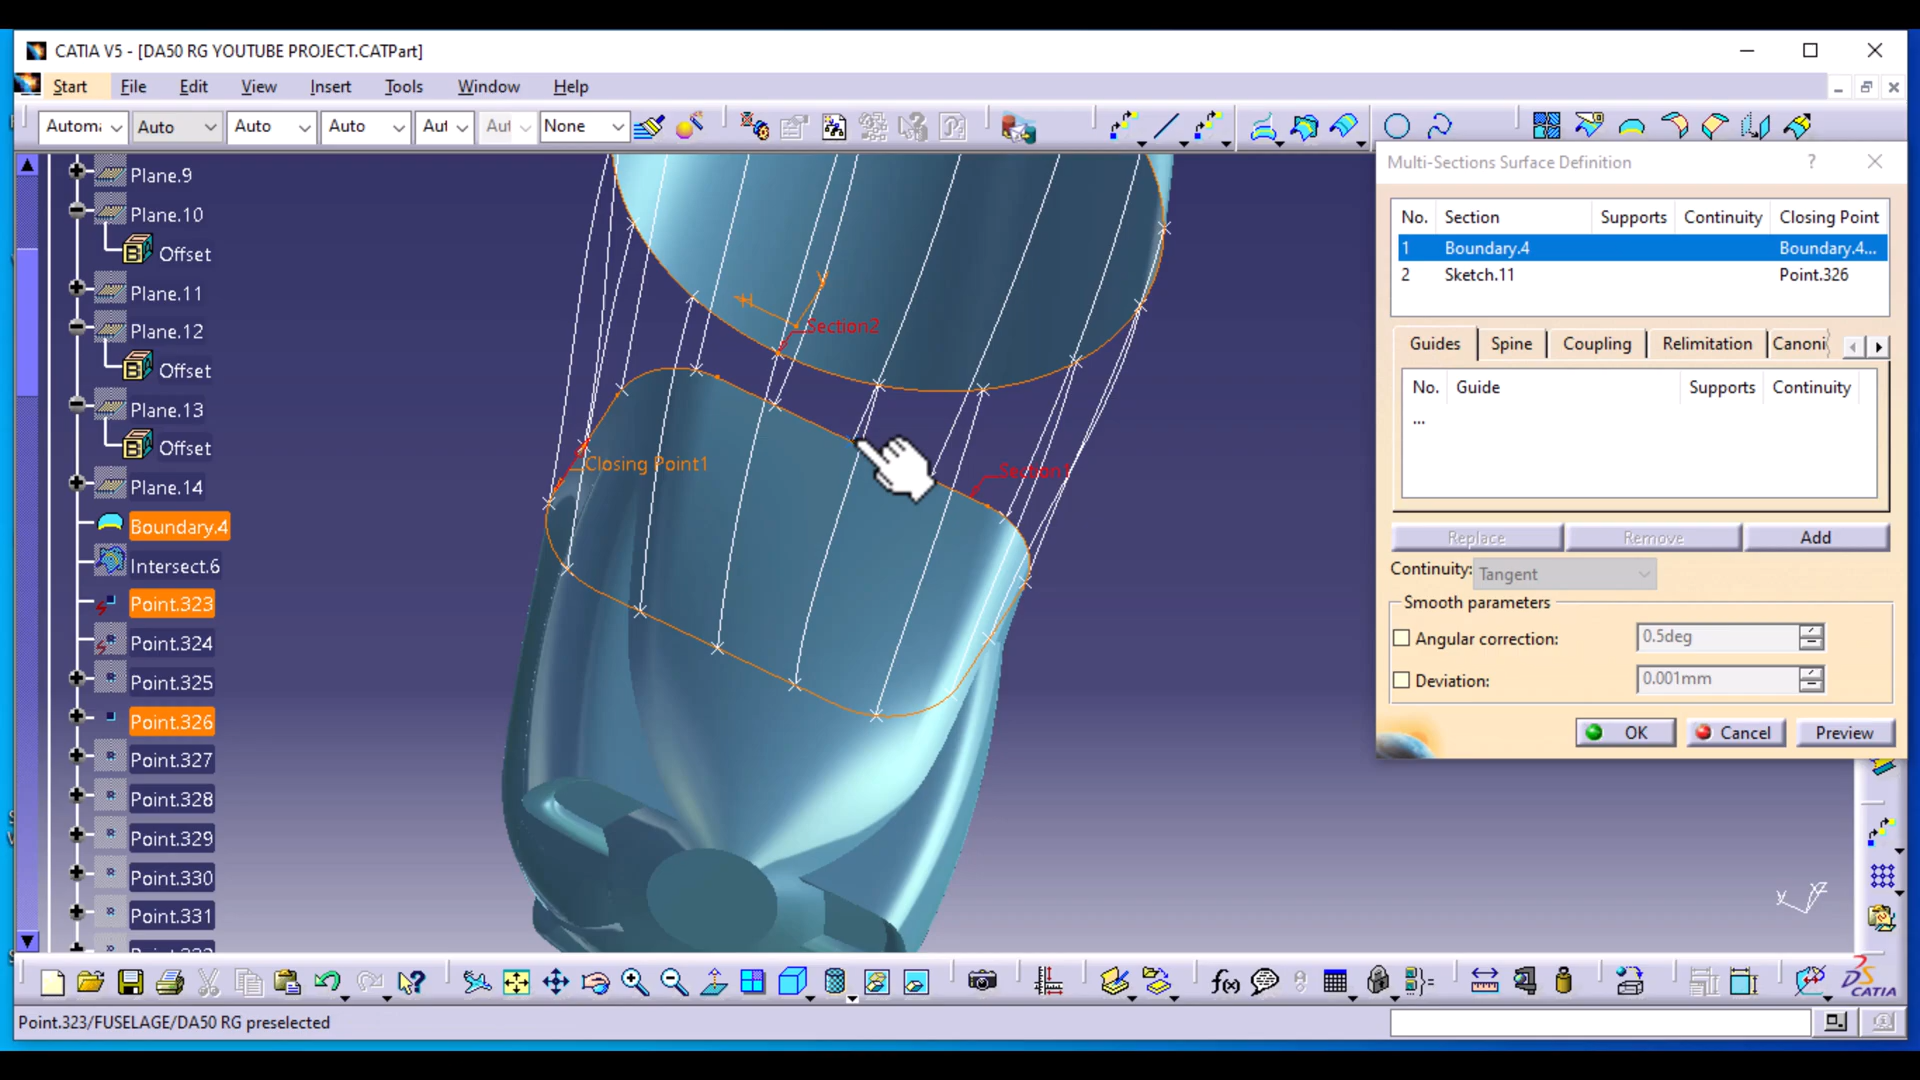 CATIA V5 - [DA50 RG YOUTUBE PROJECT.CATPart]
Start File Edit View Insert Tools Window Help
Automa Auto Auto Auto Aut Aut None
Plane.9
Plane.10
Offset
Plane.11
Plane.12
Offset
Plane.13
Offset
Plane.14
Boundary.4
Intersect.6
Point.323
Point.324
Point.325
Point.326
Point.327
Point.328
Point.329
Point.330
Point.331
H
V
Section2
Closing Point1
Section1
Multi-Sections Surface Definition ?
No. Section Supports Continuity Closing Point
1 Boundary.4 Boundary.4...
2 Sketch.11 Point.326
Guides Spine Coupling Relimitation Canoni
No. Guide Supports Continuity
...
Replace Remove Add
Continuity: Tangent
Smooth parameters
Angular correction: 0.5deg
Deviation: 0.001mm
OK Cancel Preview
f(x)
CATIA
Point.323/FUSELAGE/DA50 RG preselected